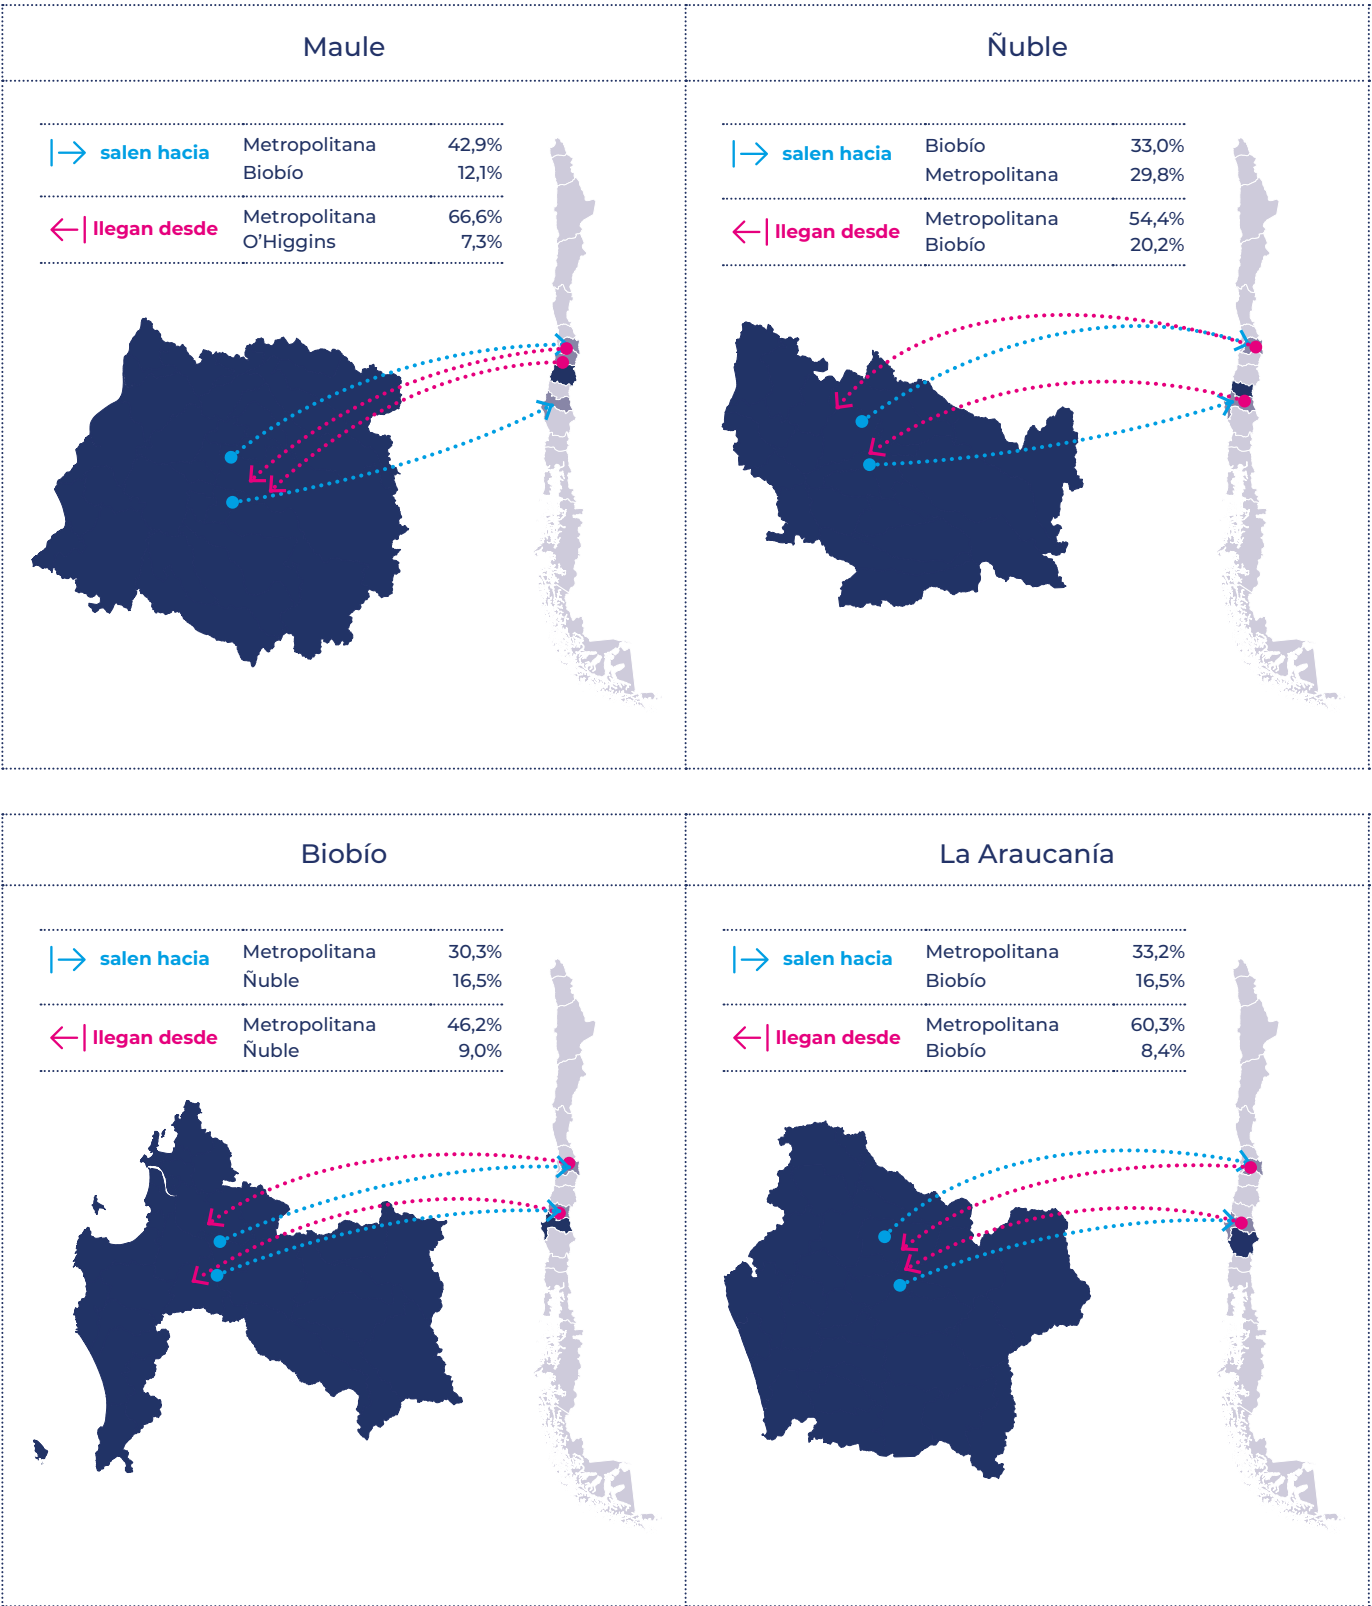 Maule
salen hacia
Metropolitana 42,9%
Biobío 12,1%
llegan desde
Metropolitana 66,6%
O’Higgins 7,3%
Ñuble
salen hacia
Biobío 33,0%
Metropolitana 29,8%
llegan desde
Metropolitana 54,4%
Biobío 20,2%
Biobío
salen hacia
Metropolitana 30,3%
Ñuble 16,5%
llegan desde
Metropolitana 46,2%
Ñuble 9,0%
La Araucanía
salen hacia
Metropolitana 33,2%
Biobío 16,5%
llegan desde
Metropolitana 60,3%
Biobío 8,4%